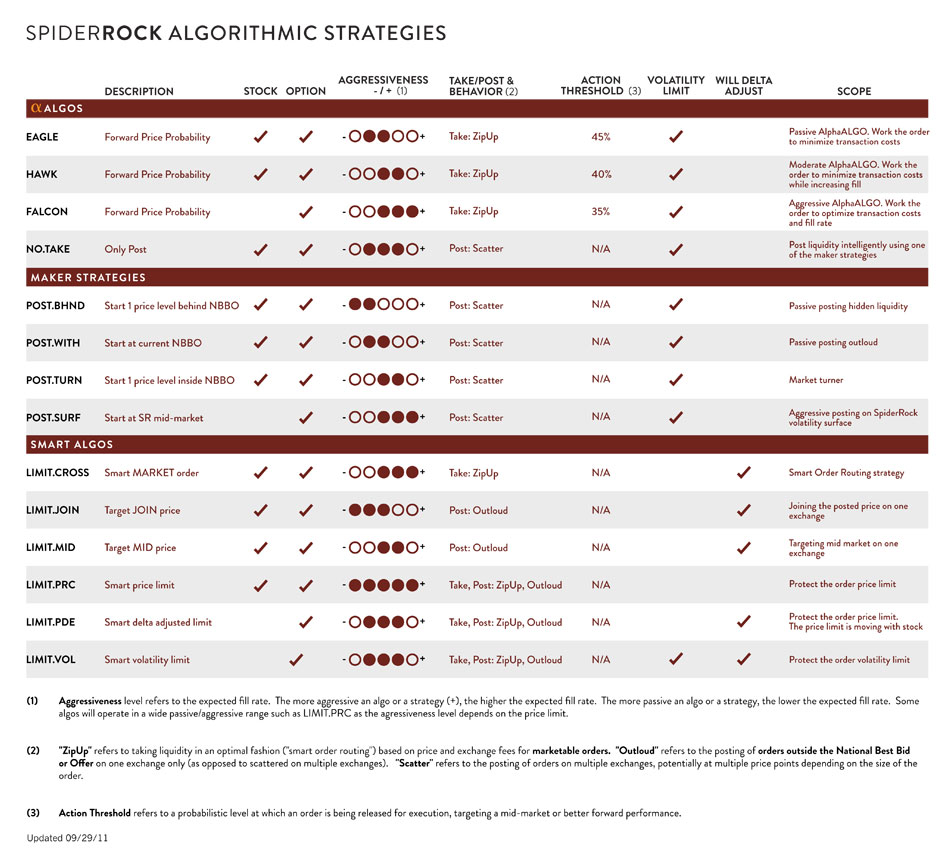 SPIDERROCK ALGORITHMIC STRATEGIES
DESCRIPTION STOCK OPTION AGGRESSIVENESS - / + (1) TAKE/POST & BEHAVIOR (2) ACTION THRESHOLD (3) VOLATILITY LIMIT WILL DELTA ADJUST SCOPE
α ALGOS
EAGLE Forward Price Probability ✓ ✓ - + Take: ZipUp 45% ✓ Passive AlphaALGO. Work the order
to minimize transaction costs
HAWK Forward Price Probability ✓ ✓ - + Take: ZipUp 40% ✓ Moderate AlphaALGO. Work the
order to minimize transaction costs
while increasing fill
FALCON Forward Price Probability ✓ - + Take: ZipUp 35% ✓ Aggressive AlphaALGO. Work the
order to optimize transaction costs
and fill rate
NO.TAKE Only Post ✓ ✓ - + Post: Scatter N/A ✓ Post liquidity intelligently using one
of the maker strategies
MAKER STRATEGIES
POST.BHND Start 1 price level behind NBBO ✓ ✓ - + Post: Scatter N/A ✓ Passive posting hidden liquidity
POST.WITH Start at current NBBO ✓ ✓ - + Post: Scatter N/A ✓ Passive posting outloud
POST.TURN Start 1 price level inside NBBO ✓ ✓ - + Post: Scatter N/A ✓ Market turner
POST.SURF Start at SR mid-market ✓ - + Post: Scatter N/A ✓ Aggressive posting on SpiderRock
volatility surface
SMART ALGOS
LIMIT.CROSS Smart MARKET order ✓ ✓ - + Take: ZipUp N/A ✓ Smart Order Routing strategy
LIMIT.JOIN Target JOIN price ✓ ✓ - + Post: Outloud N/A ✓ Joining the posted price on one
exchange
LIMIT.MID Target MID price ✓ ✓ - + Post: Outloud N/A ✓ Targeting mid market on one
exchange
LIMIT.PRC Smart price limit ✓ ✓ - + Take, Post: ZipUp, Outloud N/A Protect the order price limit
LIMIT.PDE Smart delta adjusted limit ✓ - + Take, Post: ZipUp, Outloud N/A ✓ Protect the order price limit.
The price limit is moving with stock
LIMIT.VOL Smart volatility limit ✓ - + Take, Post: ZipUp, Outloud N/A ✓ ✓ Protect the order volatility limit
(1) Aggressiveness level refers to the expected fill rate. The more aggressive an algo or a strategy (+), the higher the expected fill rate. The more passive an algo or a strategy, the lower the expected fill rate. Some
algos will operate in a wide passive/aggressive range such as LIMIT.PRC as the agressiveness level depends on the price limit.
(2) "ZipUp" refers to taking liquidity in an optimal fashion ("smart order routing") based on price and exchange fees for marketable orders. "Outloud" refers to the posting of orders outside the National Best Bid
or Offer on one exchange only (as opposed to scattered on multiple exchanges). "Scatter" refers to the posting of orders on multiple exchanges, potentially at multiple price points depending on the size of the
order.
(3) Action Threshold refers to a probabilistic level at which an order is being released for execution, targeting a mid-market or better forward performance.
Updated 09/29/11